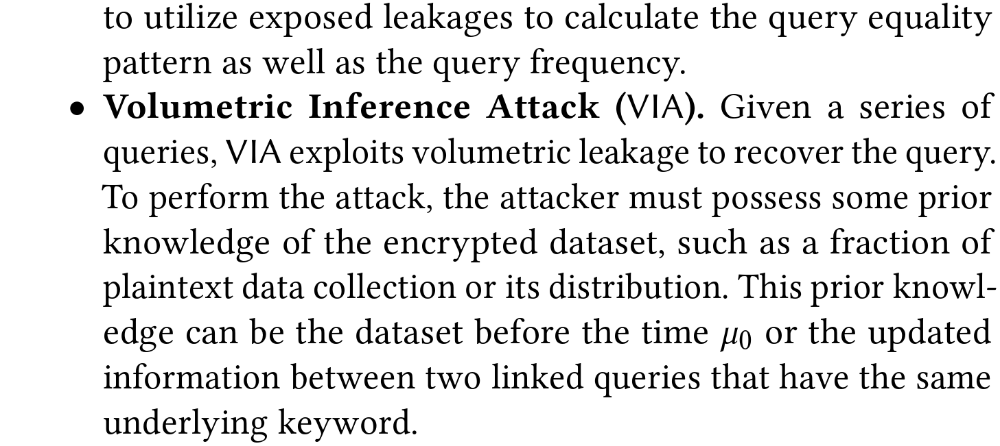 to utilize exposed leakages to calculate the query equality
pattern as well as the query frequency.
• Volumetric Inference Attack (VIA). Given a series of
queries, VIA exploits volumetric leakage to recover the query.
To perform the attack, the attacker must possess some prior
knowledge of the encrypted dataset, such as a fraction of
plaintext data collection or its distribution. This prior knowl-
edge can be the dataset before the time μ₀ or the updated
information between two linked queries that have the same
underlying keyword.